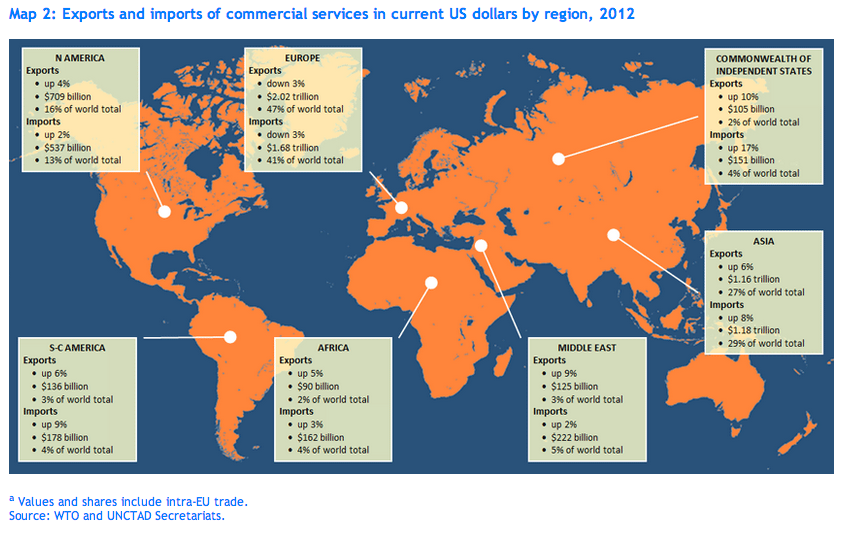 Map 2: Exports and imports of commercial services in current US dollars by region, 2012
N AMERICA
Exports
• up 4%
• $709 billion
• 16% of world total
Imports
• up 2%
• $537 billion
• 13% of world total
EUROPE
Exports
• down 3%
• $2.02 trillion
• 47% of world total
Imports
• down 3%
• $1.68 trillion
• 41% of world total
COMMONWEALTH OF
INDEPENDENT STATES
Exports
• up 10%
• $105 billion
• 2% of world total
Imports
• up 17%
• $151 billion
• 4% of world total
ASIA
Exports
• up 6%
• $1.16 trillion
• 27% of world total
Imports
• up 8%
• $1.18 trillion
• 29% of world total
S-C AMERICA
Exports
• up 6%
• $136 billion
• 3% of world total
Imports
• up 9%
• $178 billion
• 4% of world total
AFRICA
Exports
• up 5%
• $90 billion
• 2% of world total
Imports
• up 3%
• $162 billion
• 4% of world total
MIDDLE EAST
Exports
• up 9%
• $125 billion
• 3% of world total
Imports
• up 2%
• $222 billion
• 5% of world total
a Values and shares include intra-EU trade.
Source: WTO and UNCTAD Secretariats.